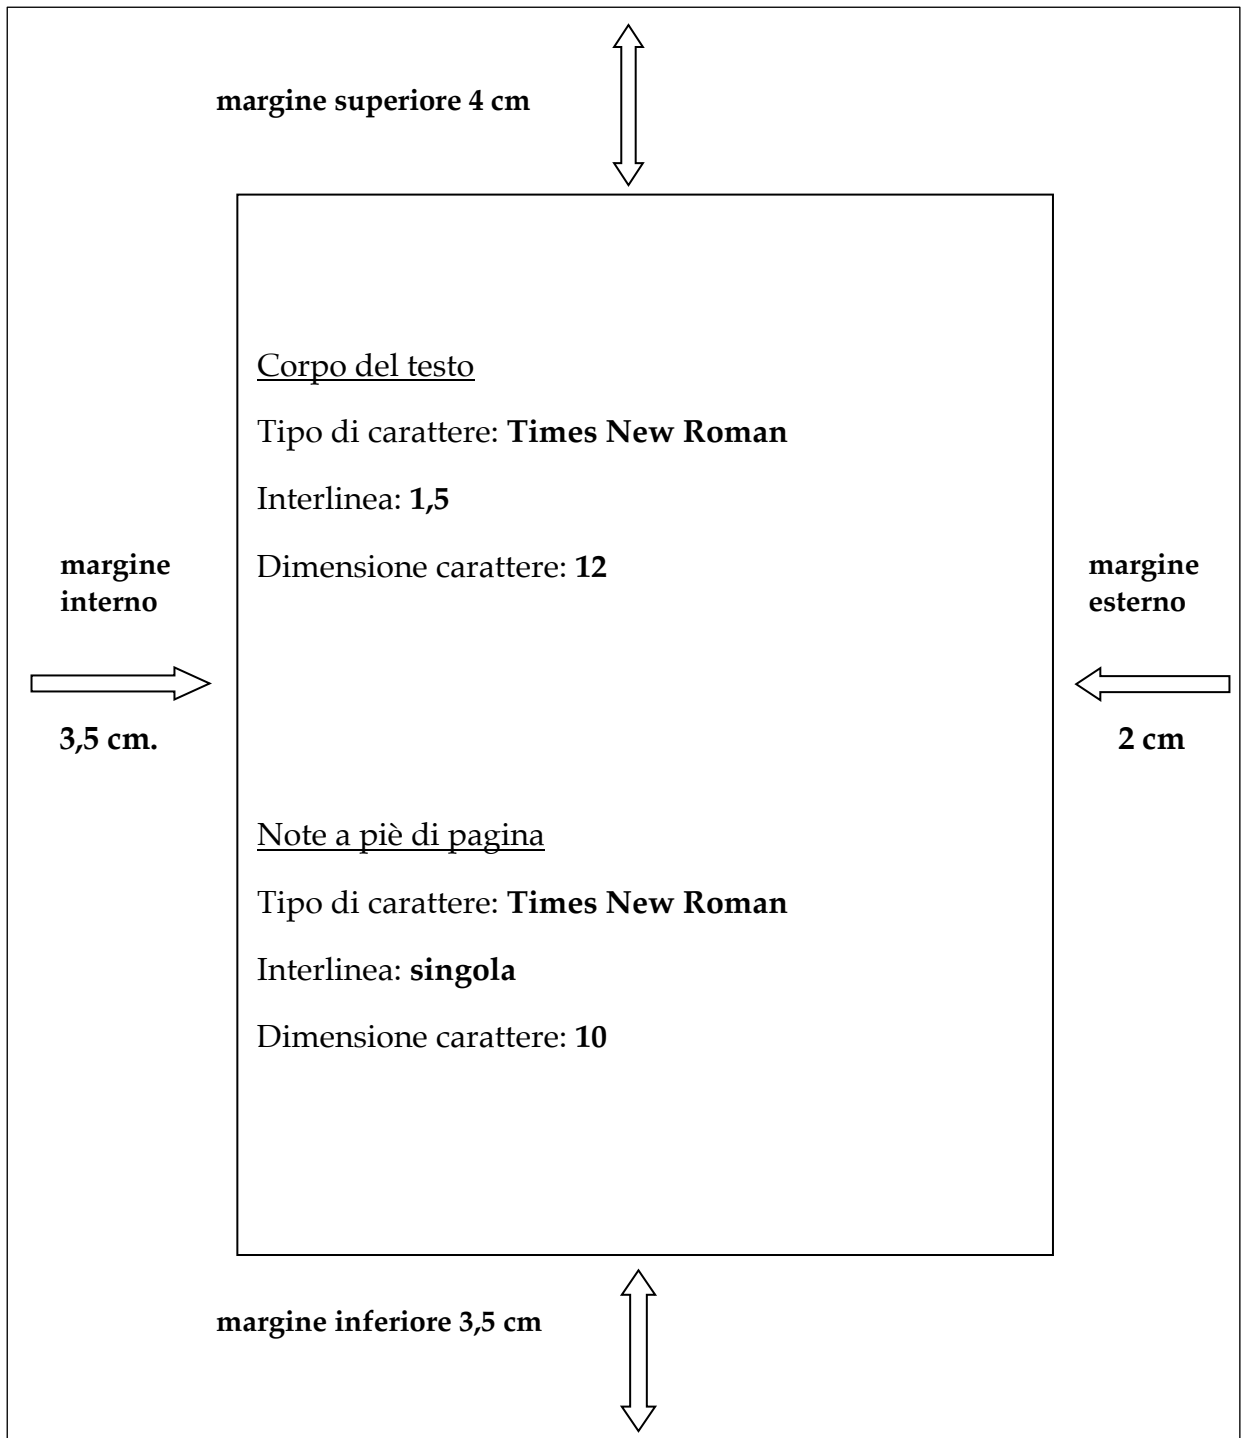 margine superiore 4 cm
Corpo del testo
Tipo di carattere: Times New Roman
Interlinea: 1,5
Dimensione carattere: 12
margine
interno
3,5 cm.
margine
esterno
2 cm
Note a piè di pagina
Tipo di carattere: Times New Roman
Interlinea: singola
Dimensione carattere: 10
margine inferiore 3,5 cm